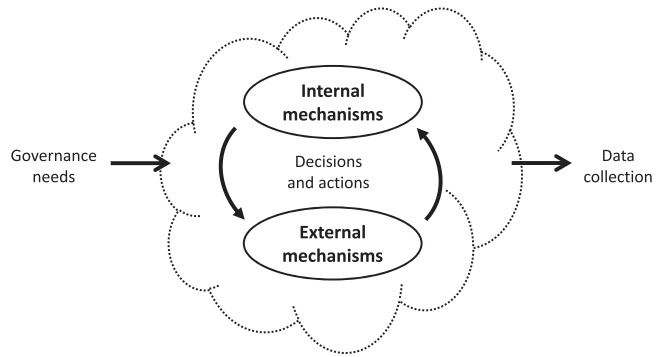 Internal
mechanisms
Governance
needs
Decisions
and actions
Data
collection
External
mechanisms